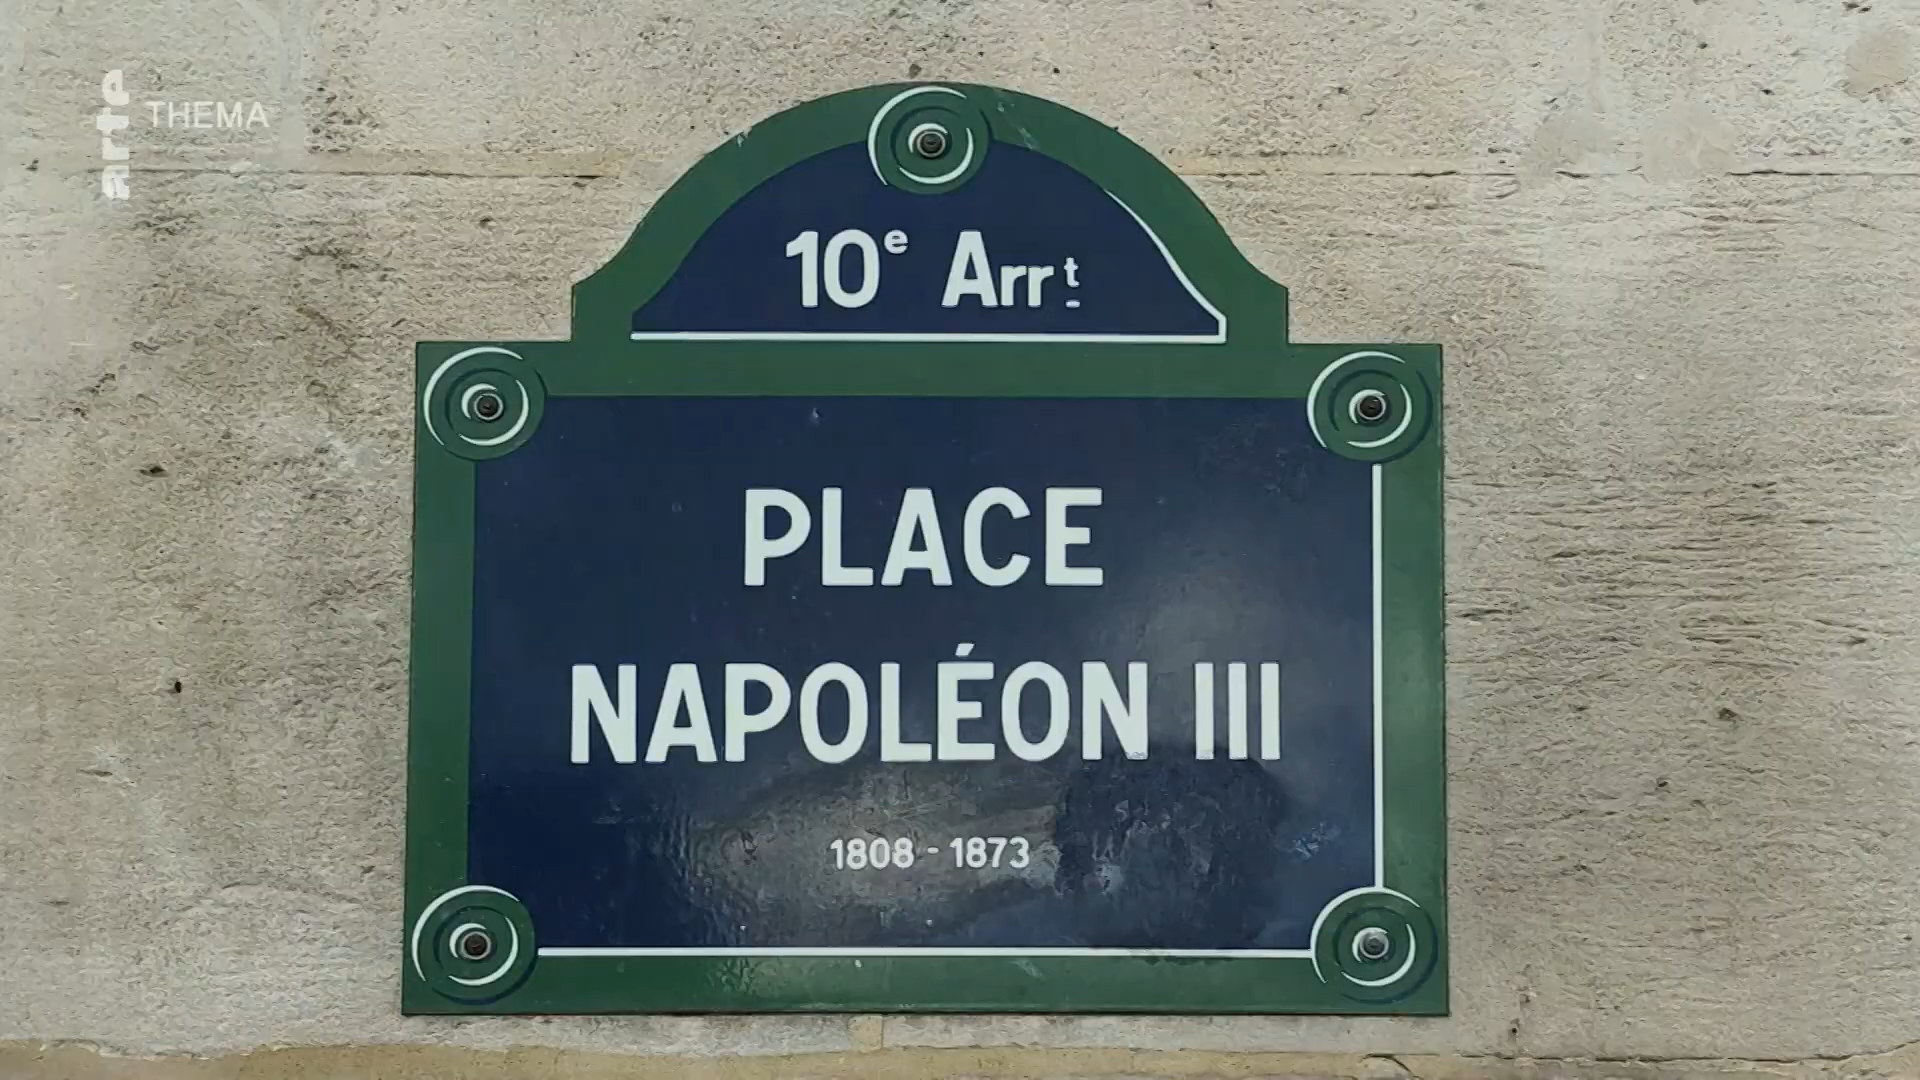 arte THEMA
10e Arrt
PLACE
NAPOLÉON III
1808 - 1873